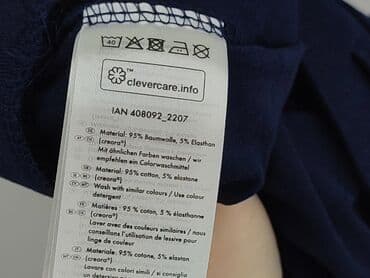 40
™
clevercare.info
IAN 408092_2207
Material: 95% Baumwolle, 5% Elasthan
(creora®)
Mit ähnlichen Farben waschen / wir
empfehlen ein Colorwaschmittel
Material: 95 % cotton, 5% elastane
(creora®)
Wash with similar colours / Use colour
detergent
Matières : 95 % coton, 5 % élasthanne
(creora®)
Laver avec des couleurs similaires / nous
conseillons l'utilisation de lessive pour
linge de couleur
Materiale: 95% cotone, 5% elastan
(creora®)
Lavare con colori simili / si consiglia
un detersivo